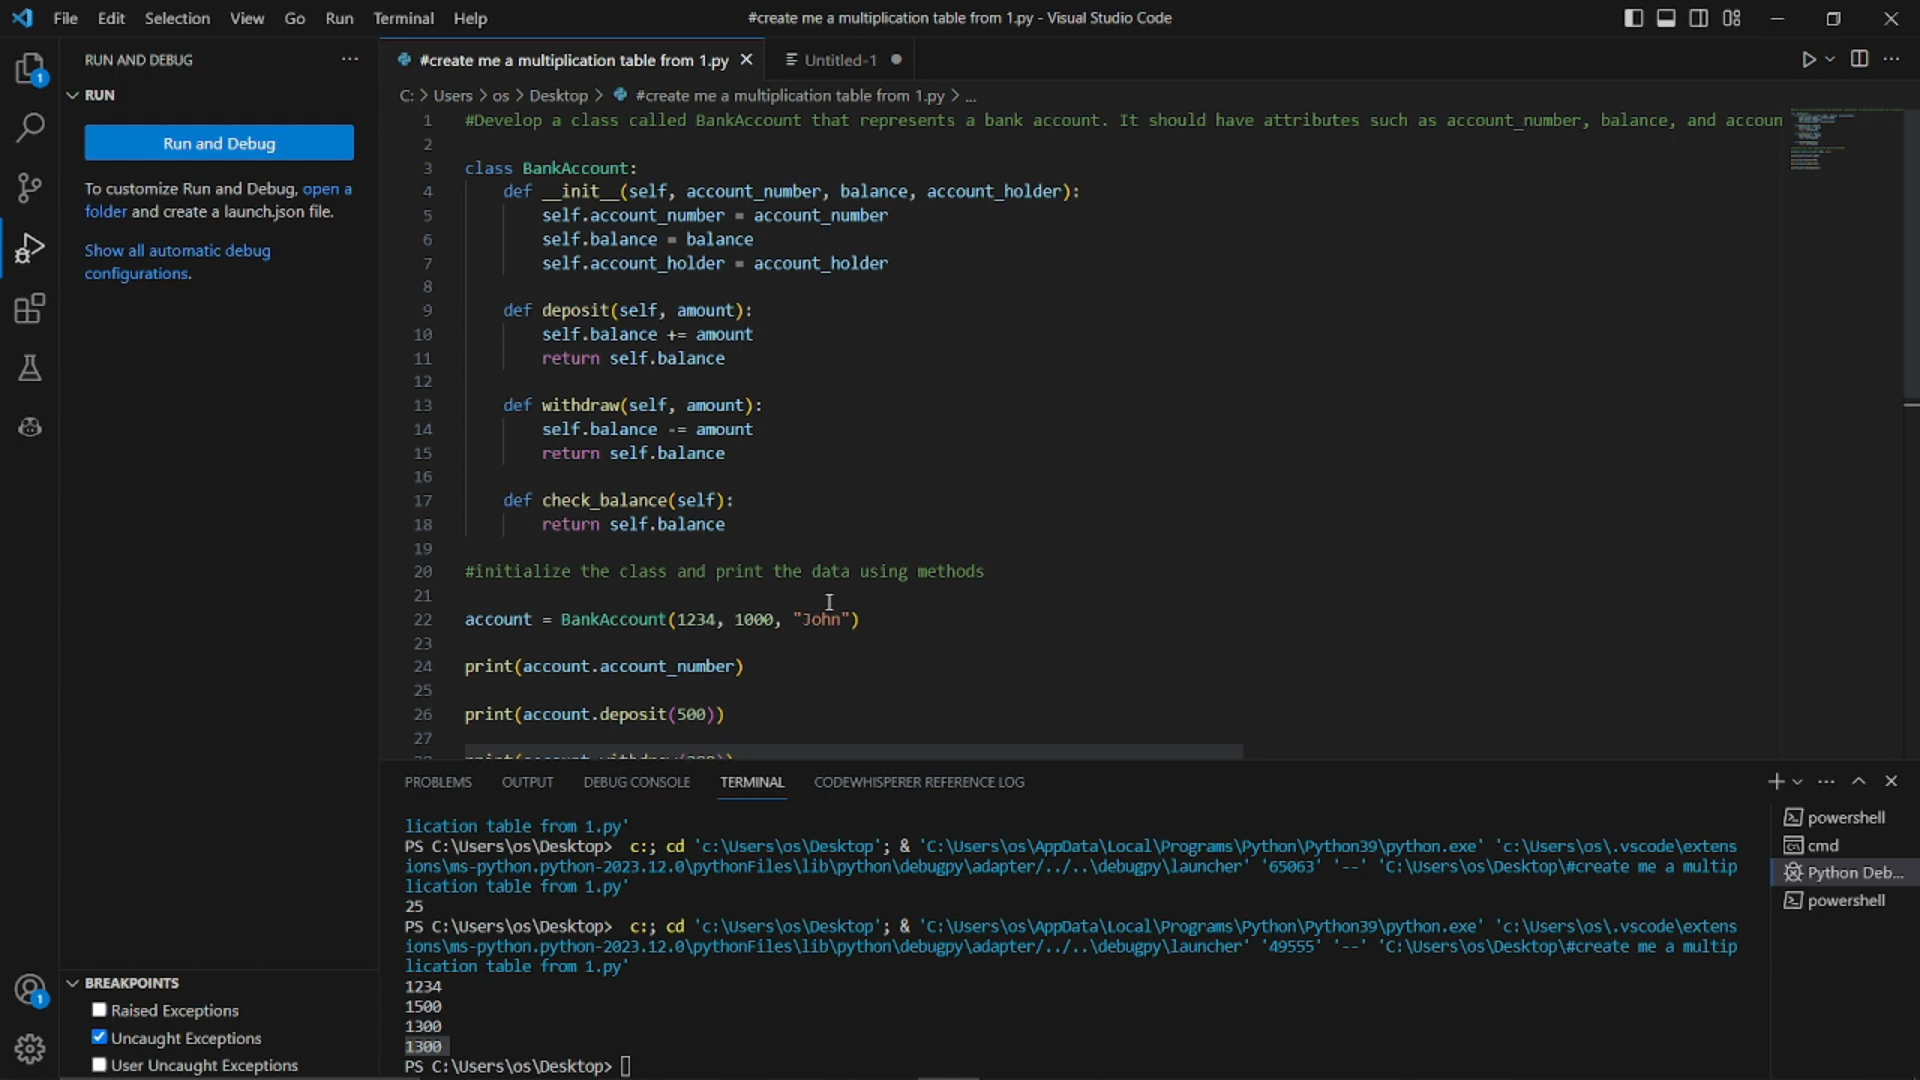 File Edit Selection View Go Run Terminal Help
#create me a multiplication table from 1.py - Visual Studio Code
RUN AND DEBUG
RUN
Run and Debug
To customize Run and Debug, open a
folder and create a launch.json file.
Show all automatic debug
configurations.
BREAKPOINTS
Raised Exceptions
Uncaught Exceptions
User Uncaught Exceptions
1
1
#create me a multiplication table from 1.py
Untitled-1
C: > Users > os > Desktop > #create me a multiplication table from 1.py > ...
1 #Develop a class called BankAccount that represents a bank account. It should have attributes such as account_number, balance, and accoun
2
3 class BankAccount:
4 def __init__(self, account_number, balance, account_holder):
5 self.account_number = account_number
6 self.balance = balance
7 self.account_holder = account_holder
8
9 def deposit(self, amount):
10 self.balance += amount
11 return self.balance
12
13 def withdraw(self, amount):
14 self.balance -= amount
15 return self.balance
16
17 def check_balance(self):
18 return self.balance
19
20 #initialize the class and print the data using methods
21
22 account = BankAccount(1234, 1000, "John")
23
24 print(account.account_number)
25
26 print(account.deposit(500))
27
PROBLEMS OUTPUT DEBUG CONSOLE TERMINAL CODEWHISPERER REFERENCE LOG
lication table from 1.py'
PS C:\Users\os\Desktop> c:; cd 'c:\Users\os\Desktop'; & 'C:\Users\os\AppData\Local\Programs\Python\Python39\python.exe' 'c:\Users\os\.vscode\extens
ions\ms-python.python-2023.12.0\pythonFiles\lib\python\debugpy\adapter/../..\debugpy\launcher' '65063' '--' 'C:\Users\os\Desktop\#create me a multip
lication table from 1.py'
25
PS C:\Users\os\Desktop> c:; cd 'c:\Users\os\Desktop'; & 'C:\Users\os\AppData\Local\Programs\Python\Python39\python.exe' 'c:\Users\os\.vscode\extens
ions\ms-python.python-2023.12.0\pythonFiles\lib\python\debugpy\adapter/../..\debugpy\launcher' '49555' '--' 'C:\Users\os\Desktop\#create me a multip
lication table from 1.py'
1234
1500
1300
1300
PS C:\Users\os\Desktop>
powershell
cmd
Python Deb...
powershell